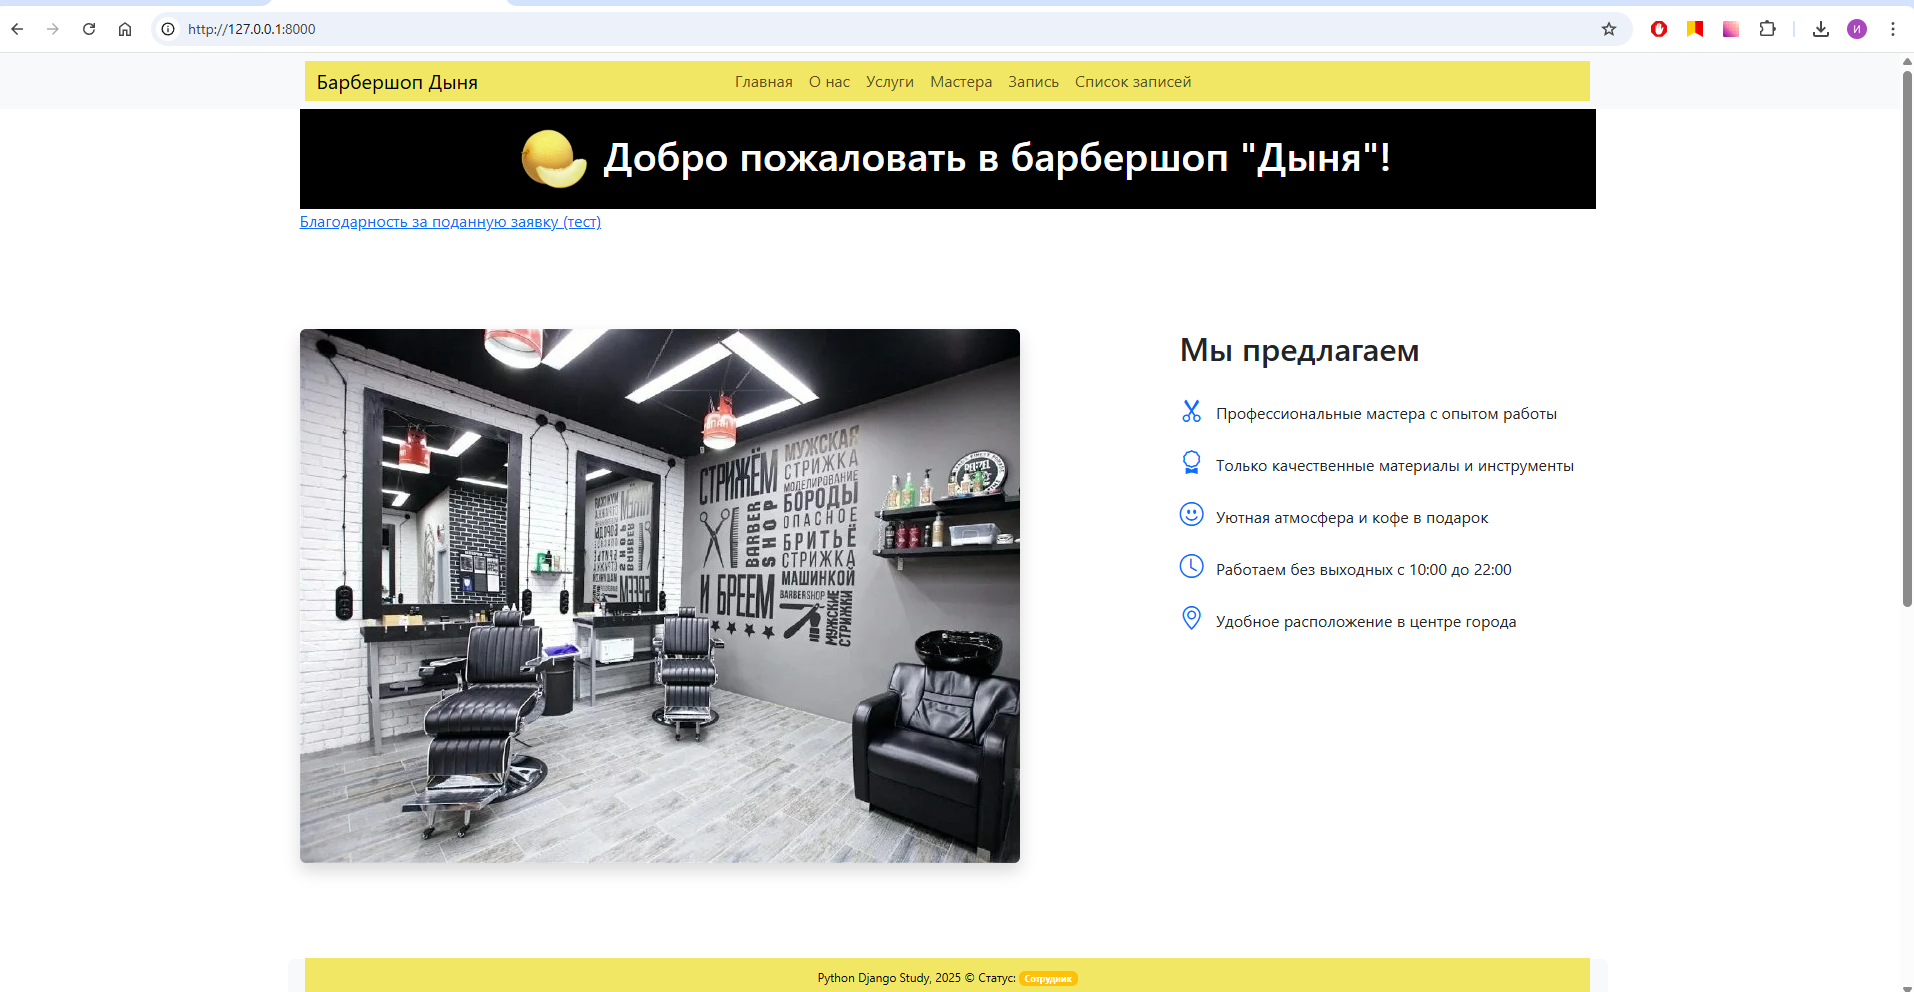 http://127.0.0.1:8000
И
Барбершоп Дыня
Главная О нас Услуги Мастера Запись Список записей
Добро пожаловать в барбершоп "Дыня"!
Благодарность за поданную заявку (тест)
СТРИЖЁМ
BARBER
SHOP
И БРЕЕМ
МУЖСКАЯ
СТРИЖКА
МОДЕЛИРОВАНИЕ
БОРОДЫ
ОПАСНОЕ
БРИТЬЁ
СТРИЖКА
МАШИНКОЙ
BARBERSHOP
МУЖСКИЕ
СТРИЖКИ
Мы предлагаем
Профессиональные мастера с опытом работы
Только качественные материалы и инструменты
Уютная атмосфера и кофе в подарок
Работаем без выходных с 10:00 до 22:00
Удобное расположение в центре города
Python Django Study, 2025 © Статус: Сотрудник